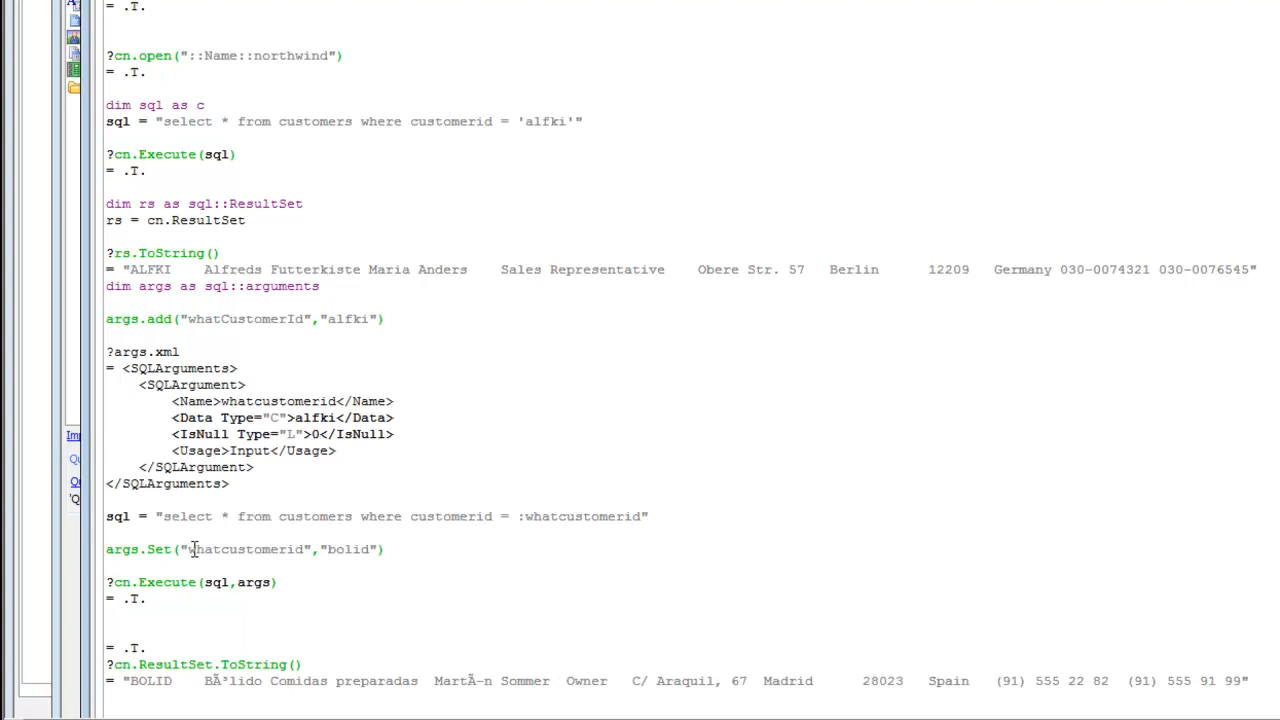 = .T.
?cn.open("::Name::northwind")
= .T.
dim sql as c
sql = "select * from customers where customerid = 'alfki'"
?cn.Execute(sql)
= .T.
dim rs as sql::ResultSet
rs = cn.ResultSet
?rs.ToString()
= "ALFKI    Alfreds Futterkiste Maria Anders    Sales Representative    Obere Str. 57   Berlin      12209   Germany 030-0074321 030-0076545"
dim args as sql::arguments
args.add("whatCustomerId","alfki")
?args.xml
= <SQLArguments>
<SQLArgument>
<Name>whatcustomerid</Name>
<Data Type="C">alfki</Data>
<IsNull Type="L">0</IsNull>
<Usage>Input</Usage>
</SQLArgument>
</SQLArguments>
sql = "select * from customers where customerid = :whatcustomerid"
args.Set("whatcustomerid","bolid")
?cn.Execute(sql,args)
= .T.
= .T.
?cn.ResultSet.ToString()
= "BOLID    BÃ³lido Comidas preparadas  MartÃ-n Sommer  Owner   C/ Araquil, 67  Madrid      28023   Spain   (91) 555 22 82  (91) 555 91 99"
Imp
Qu
Qu
'Q